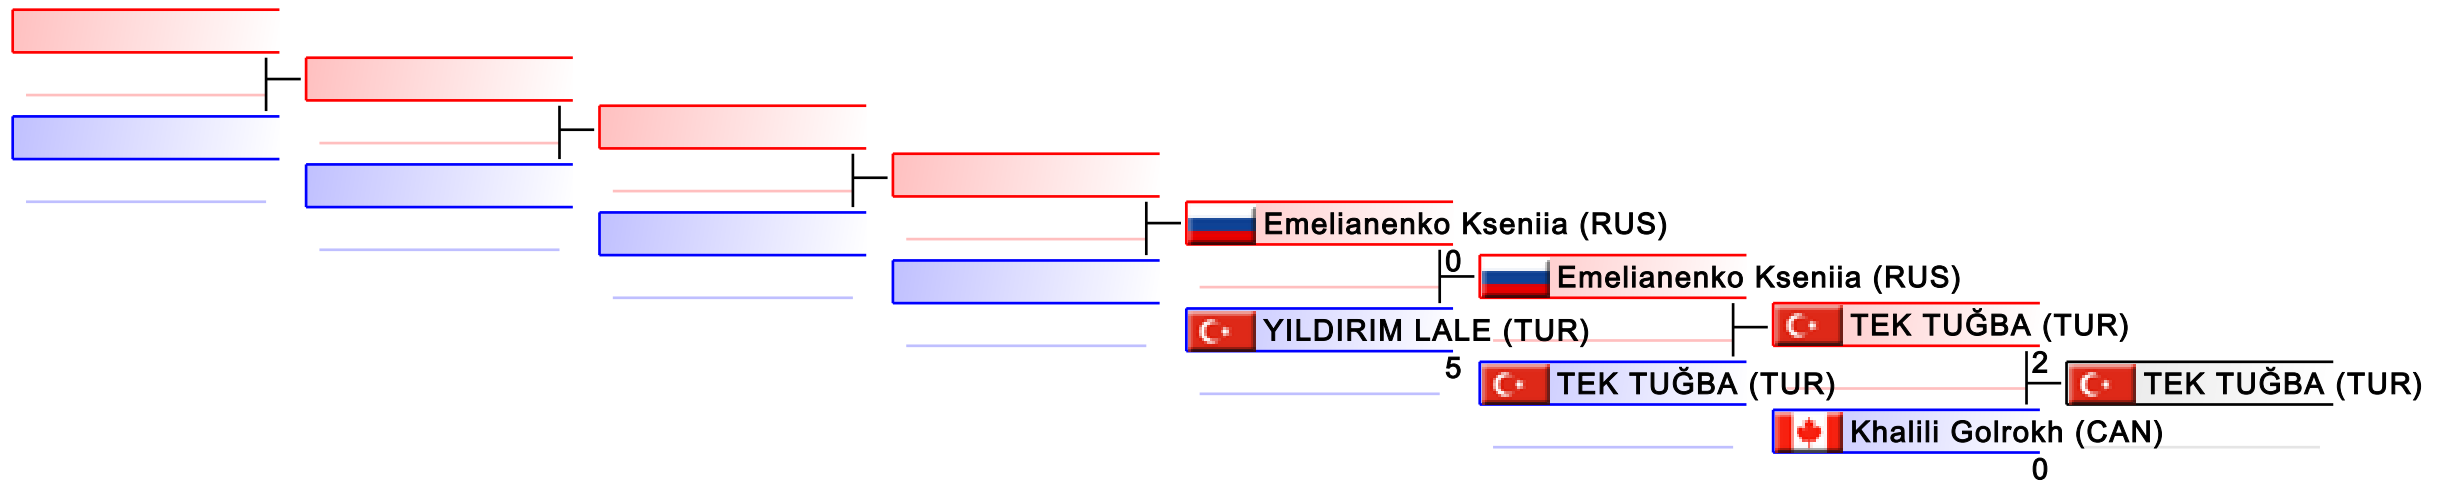 Emelianenko Kseniia (RUS)
0
YILDIRIM LALE (TUR)
5
Emelianenko Kseniia (RUS)
TEK TUĞBA (TUR)
TEK TUĞBA (TUR)
2
Khalili Golrokh (CAN)
0
TEK TUĞBA (TUR)